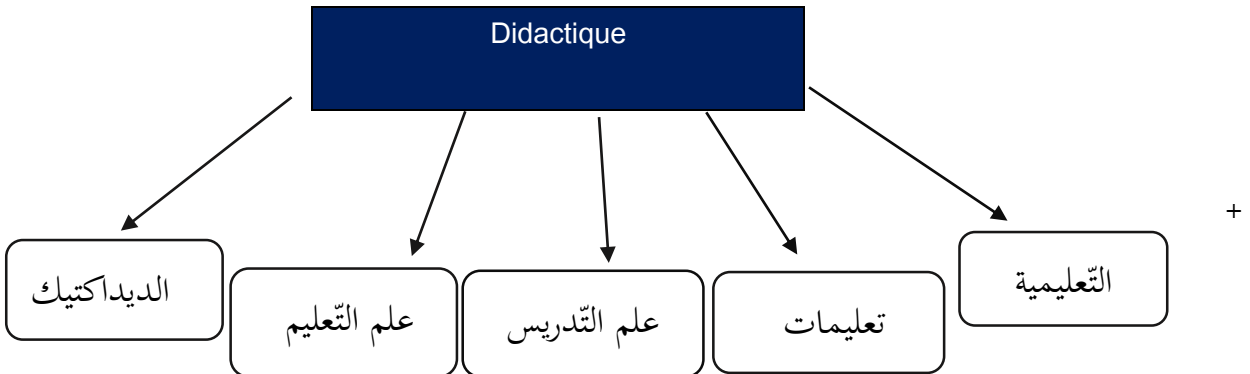 Didactique
+
التّعليمية
تعليمات
علم التّدريس
علم التّعليم
الديداكتيك